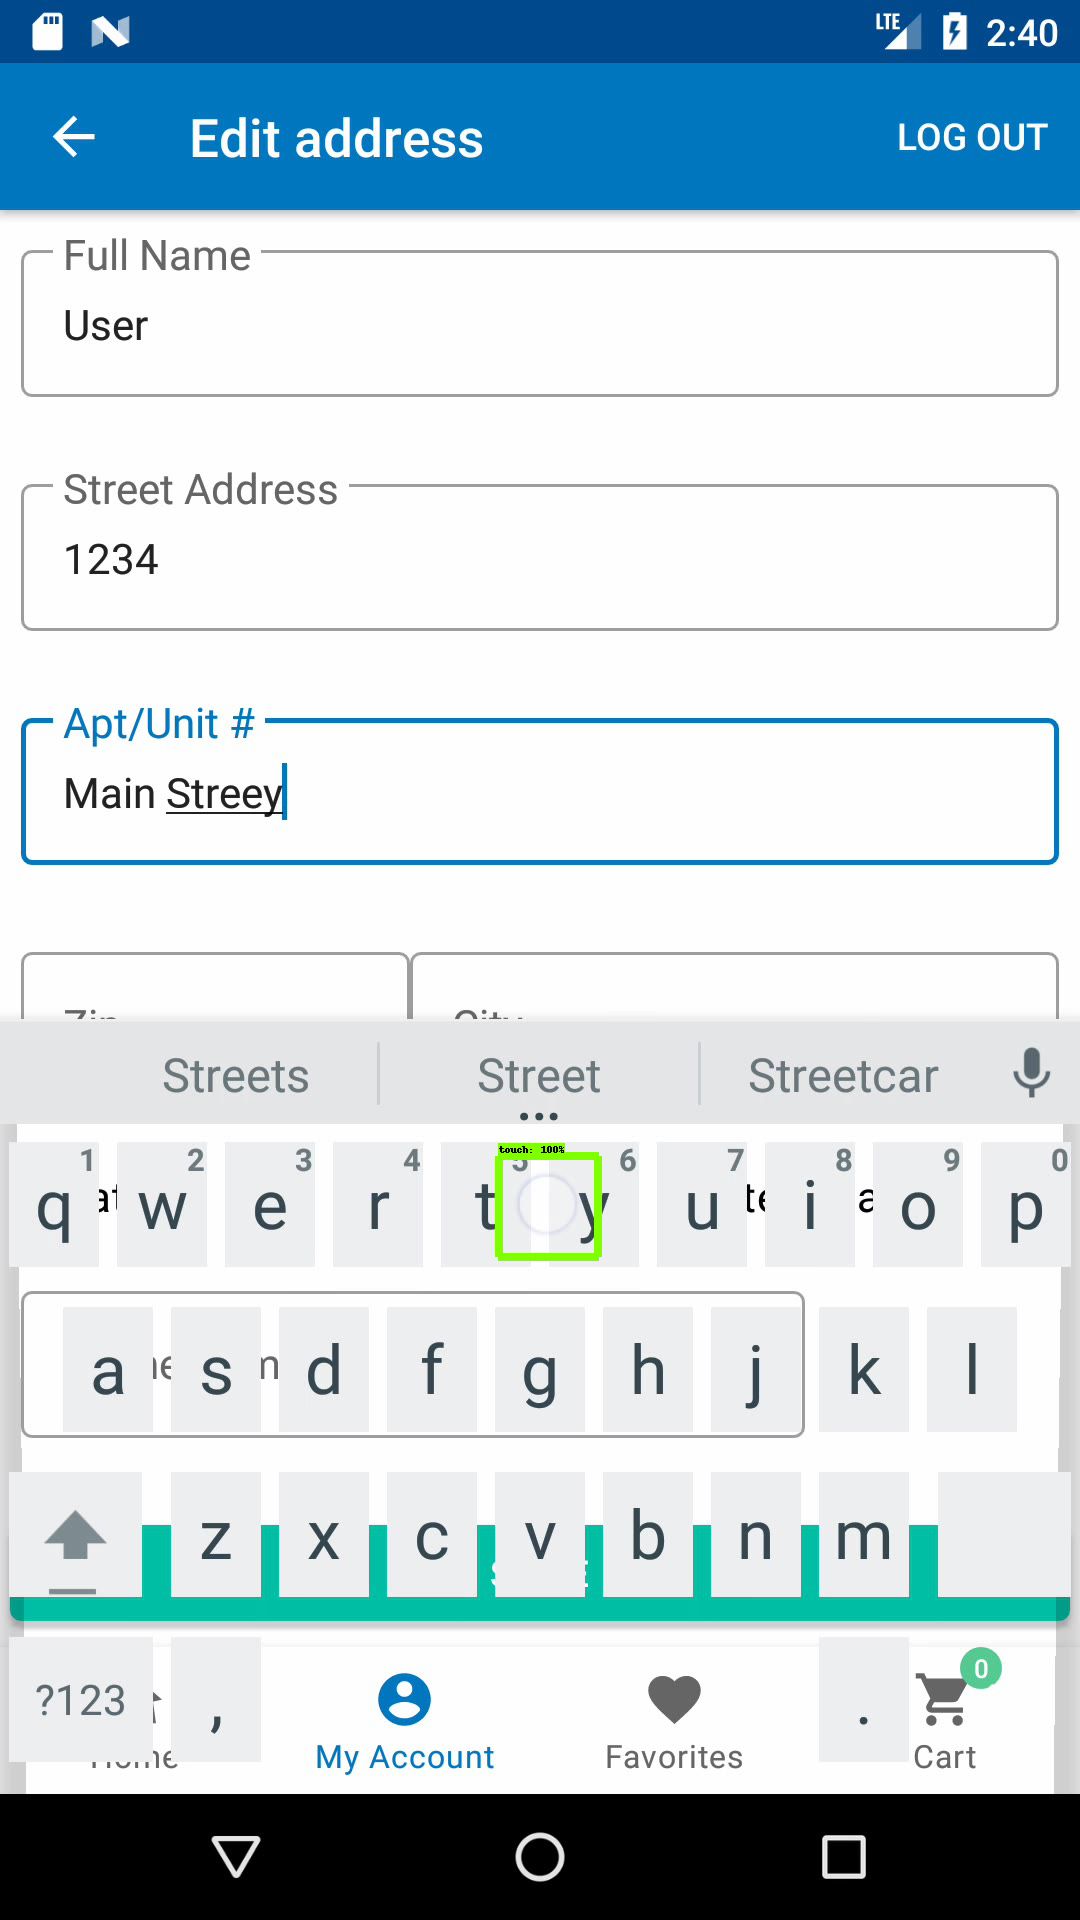 LTE 2:40
Edit address LOG OUT
Full Name
User
Street Address
1234
Apt/Unit #
Main Streey
Zip City
Streets Street Streetcar
touch: 100%
1 2 3 4 5 6 7 8 9 0
q w e r t y u i o p
a s d f g h j k l
z x c v b n m
?123 , .
0
Home My Account Favorites Cart